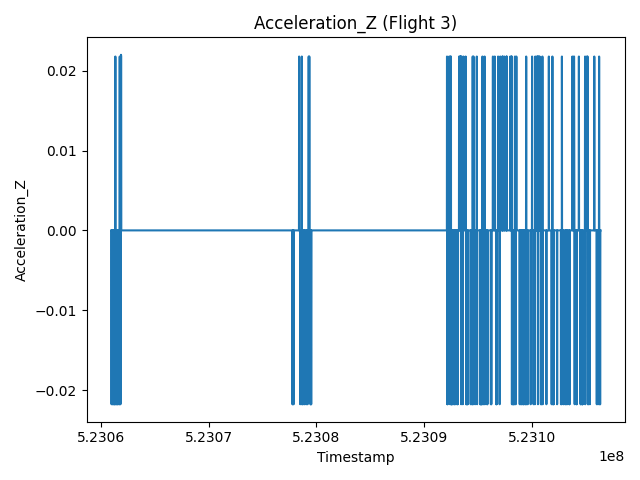 Acceleration_Z (Flight 3)
Acceleration_Z
0.02
0.01
0.00
−0.01
−0.02
5.2306 5.2307 5.2308 5.2309 5.2310
1e8
Timestamp